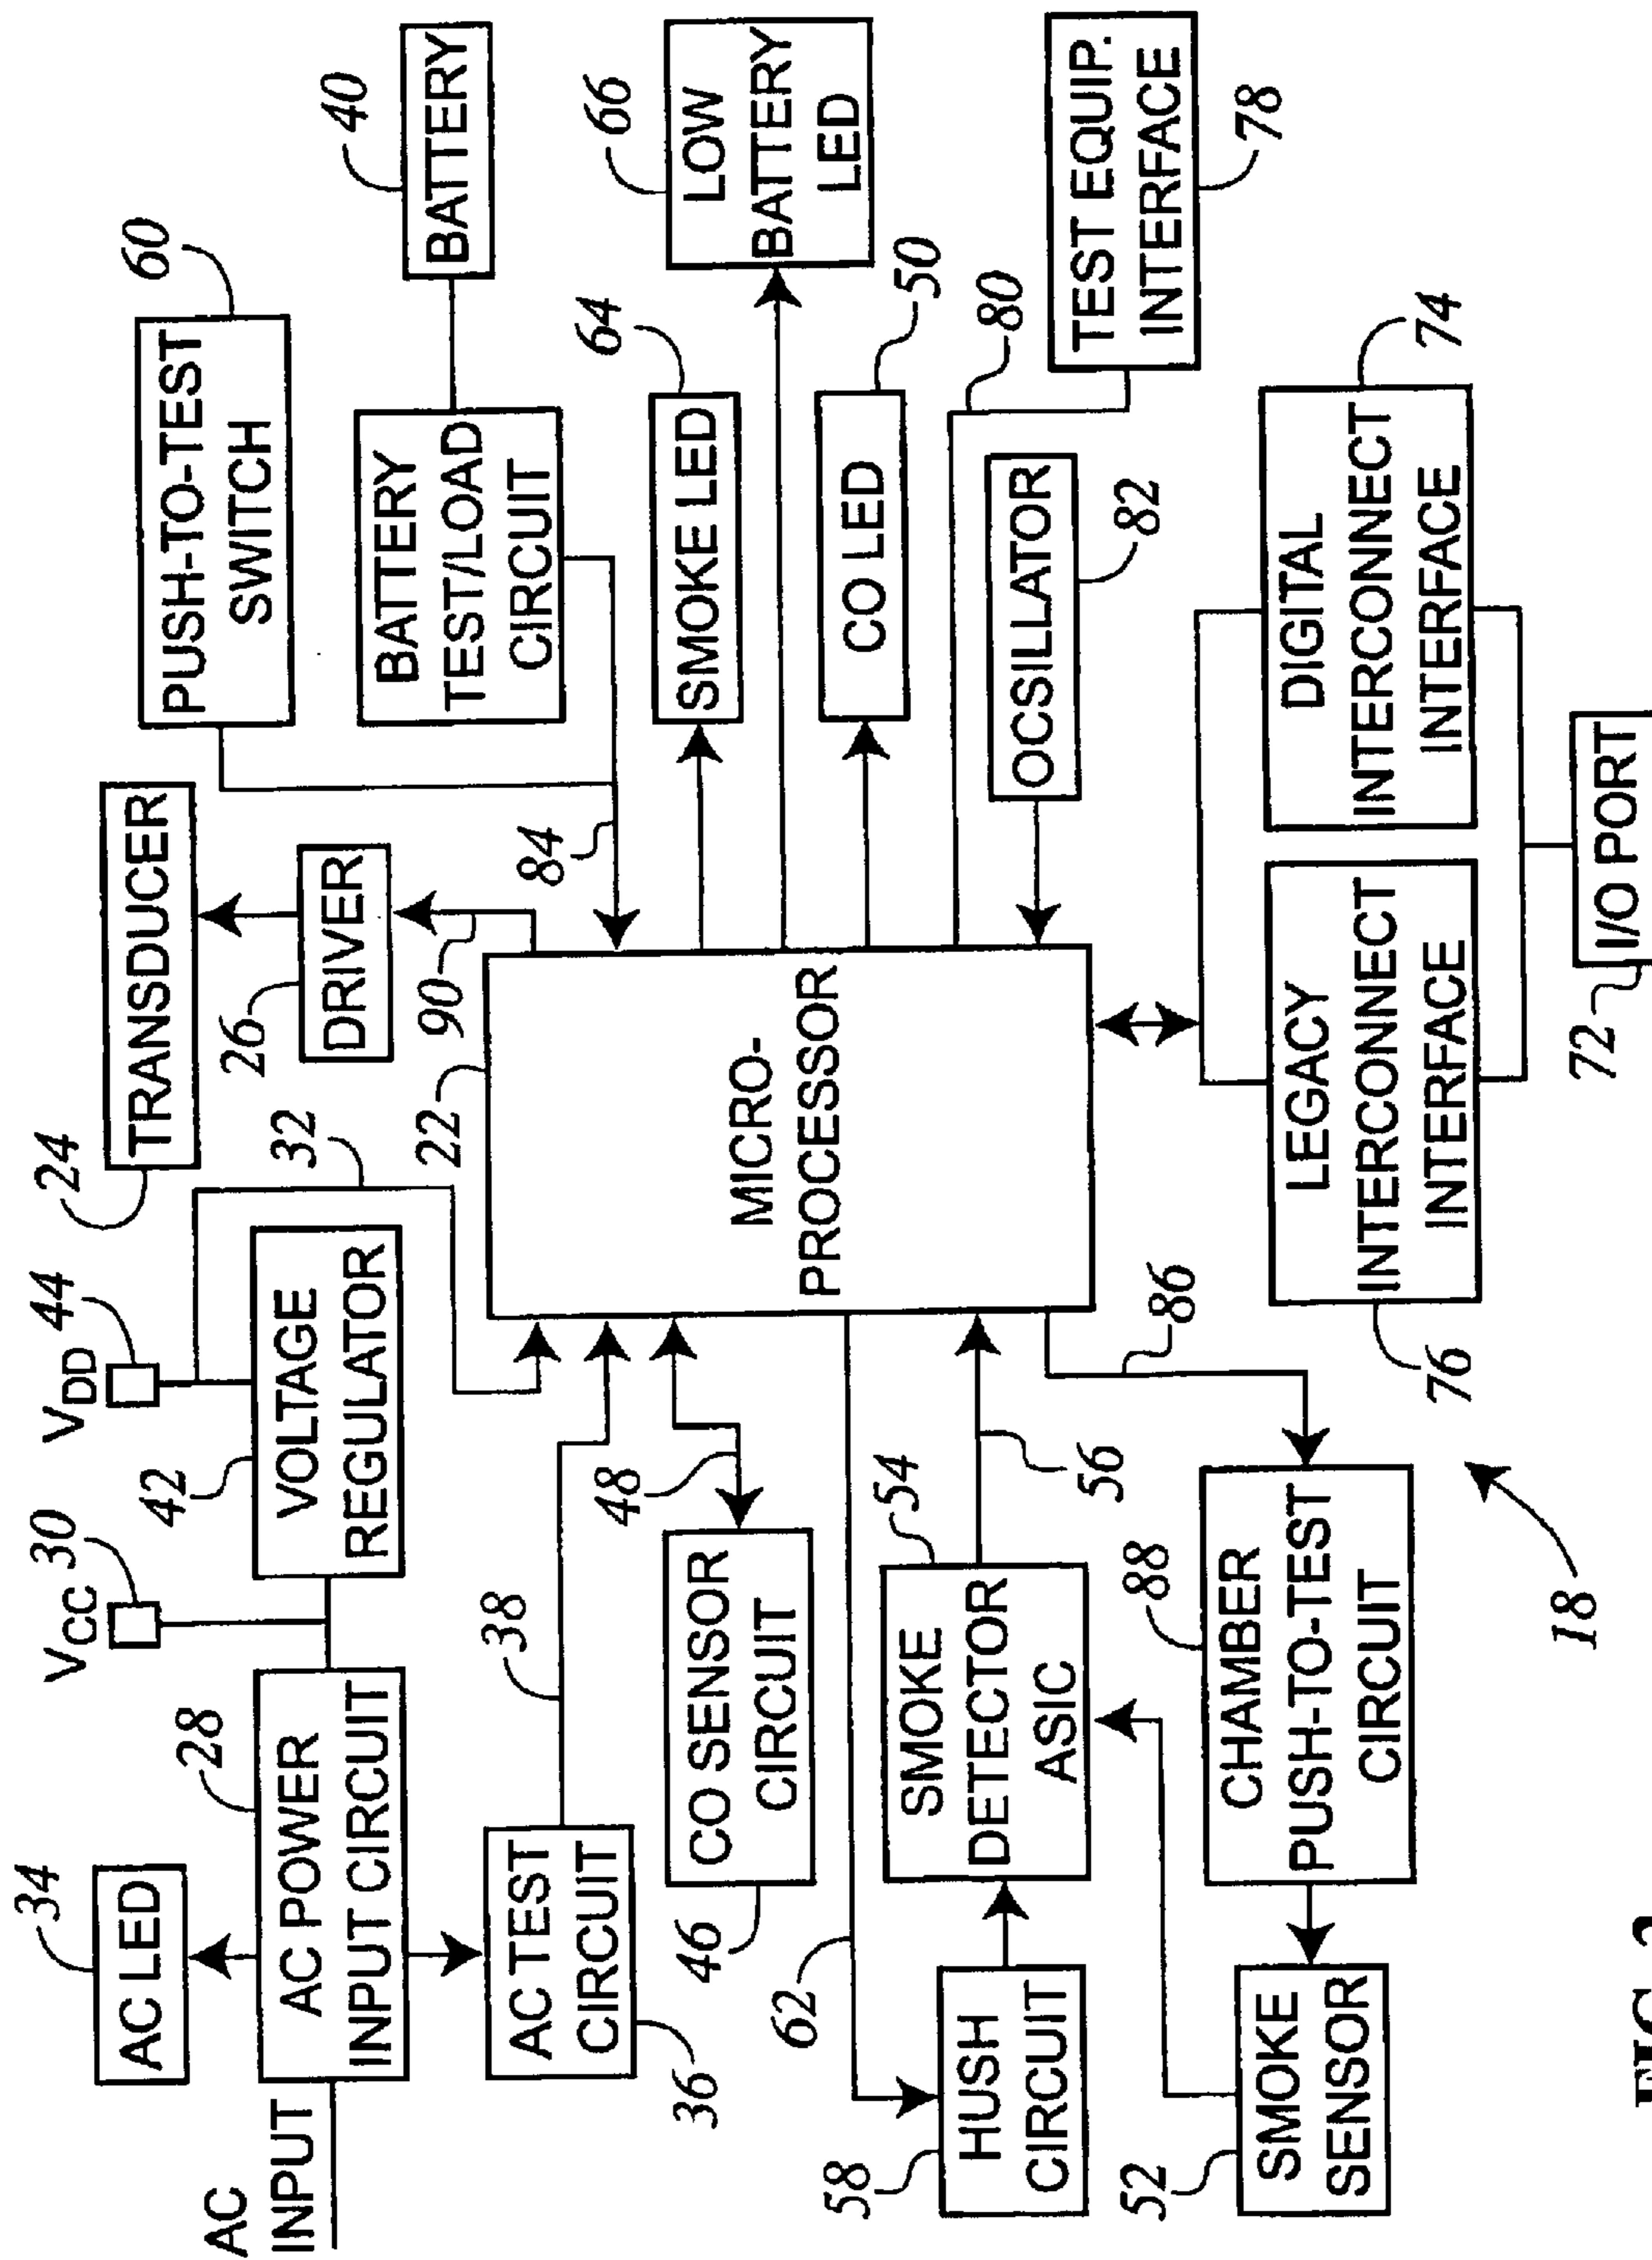 AC
INPUT
AC LED
34
AC POWER
INPUT CIRCUIT
28
VCC
30
VOLTAGE
REGULATOR
42
VDD
44
32
TRANSDUCER
24
DRIVER
26
90
PUSH-TO-TEST
SWITCH
60
BATTERY
TEST/LOAD
CIRCUIT
BATTERY
40
84
AC TEST
CIRCUIT
36
38
CO SENSOR
CIRCUIT
46
48
MICRO-
PROCESSOR
22
SMOKE LED
64
LOW
BATTERY
LED
66
CO LED
50
80
TEST EQUIP.
INTERFACE
78
OCSILLATOR
82
62
HUSH
CIRCUIT
58
SMOKE
DETECTOR
ASIC
54
56
SMOKE
SENSOR
52
CHAMBER
PUSH-TO-TEST
CIRCUIT
88
86
LEGACY
INTERCONNECT
INTERFACE
76
DIGITAL
INTERCONNECT
INTERFACE
74
I/O PORT
72
18